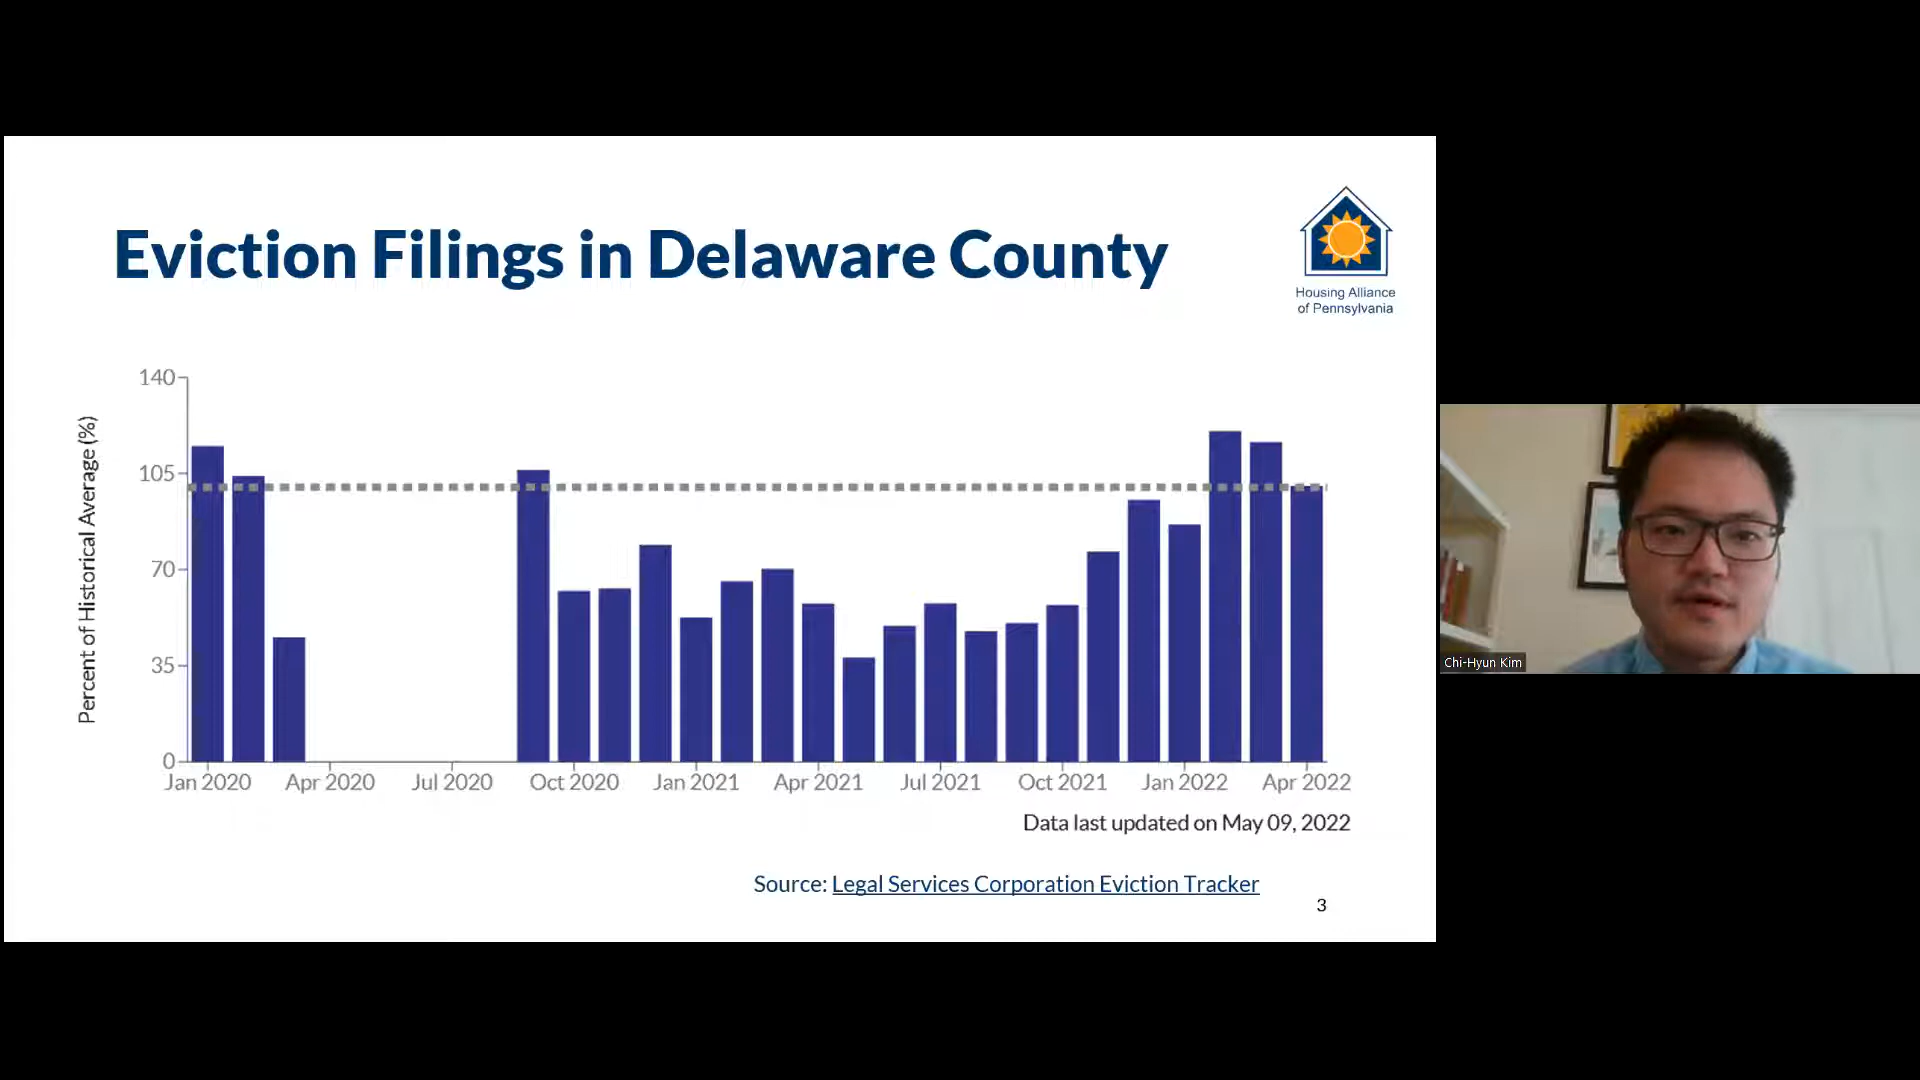 Eviction Filings in Delaware County
Housing Alliance
of Pennsylvania
Percent of Historical Average (%)
140
105
70
35
0
Jan 2020 Apr 2020 Jul 2020 Oct 2020 Jan 2021 Apr 2021 Jul 2021 Oct 2021 Jan 2022 Apr 2022
Data last updated on May 09, 2022
Source: Legal Services Corporation Eviction Tracker
3
Chi-Hyun Kim